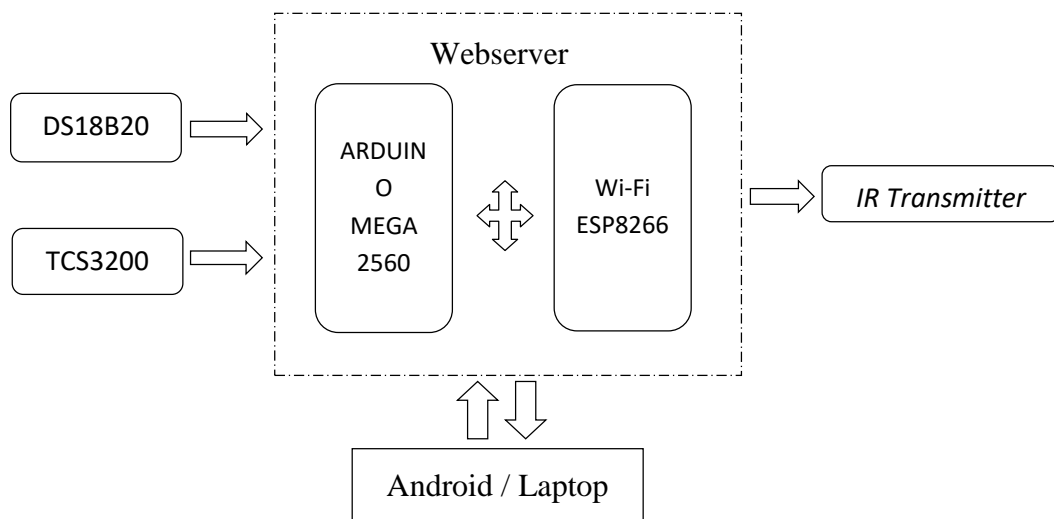 Webserver
DS18B20
TCS3200
ARDUIN
O
MEGA
2560
Wi-Fi
ESP8266
IR Transmitter
Android / Laptop